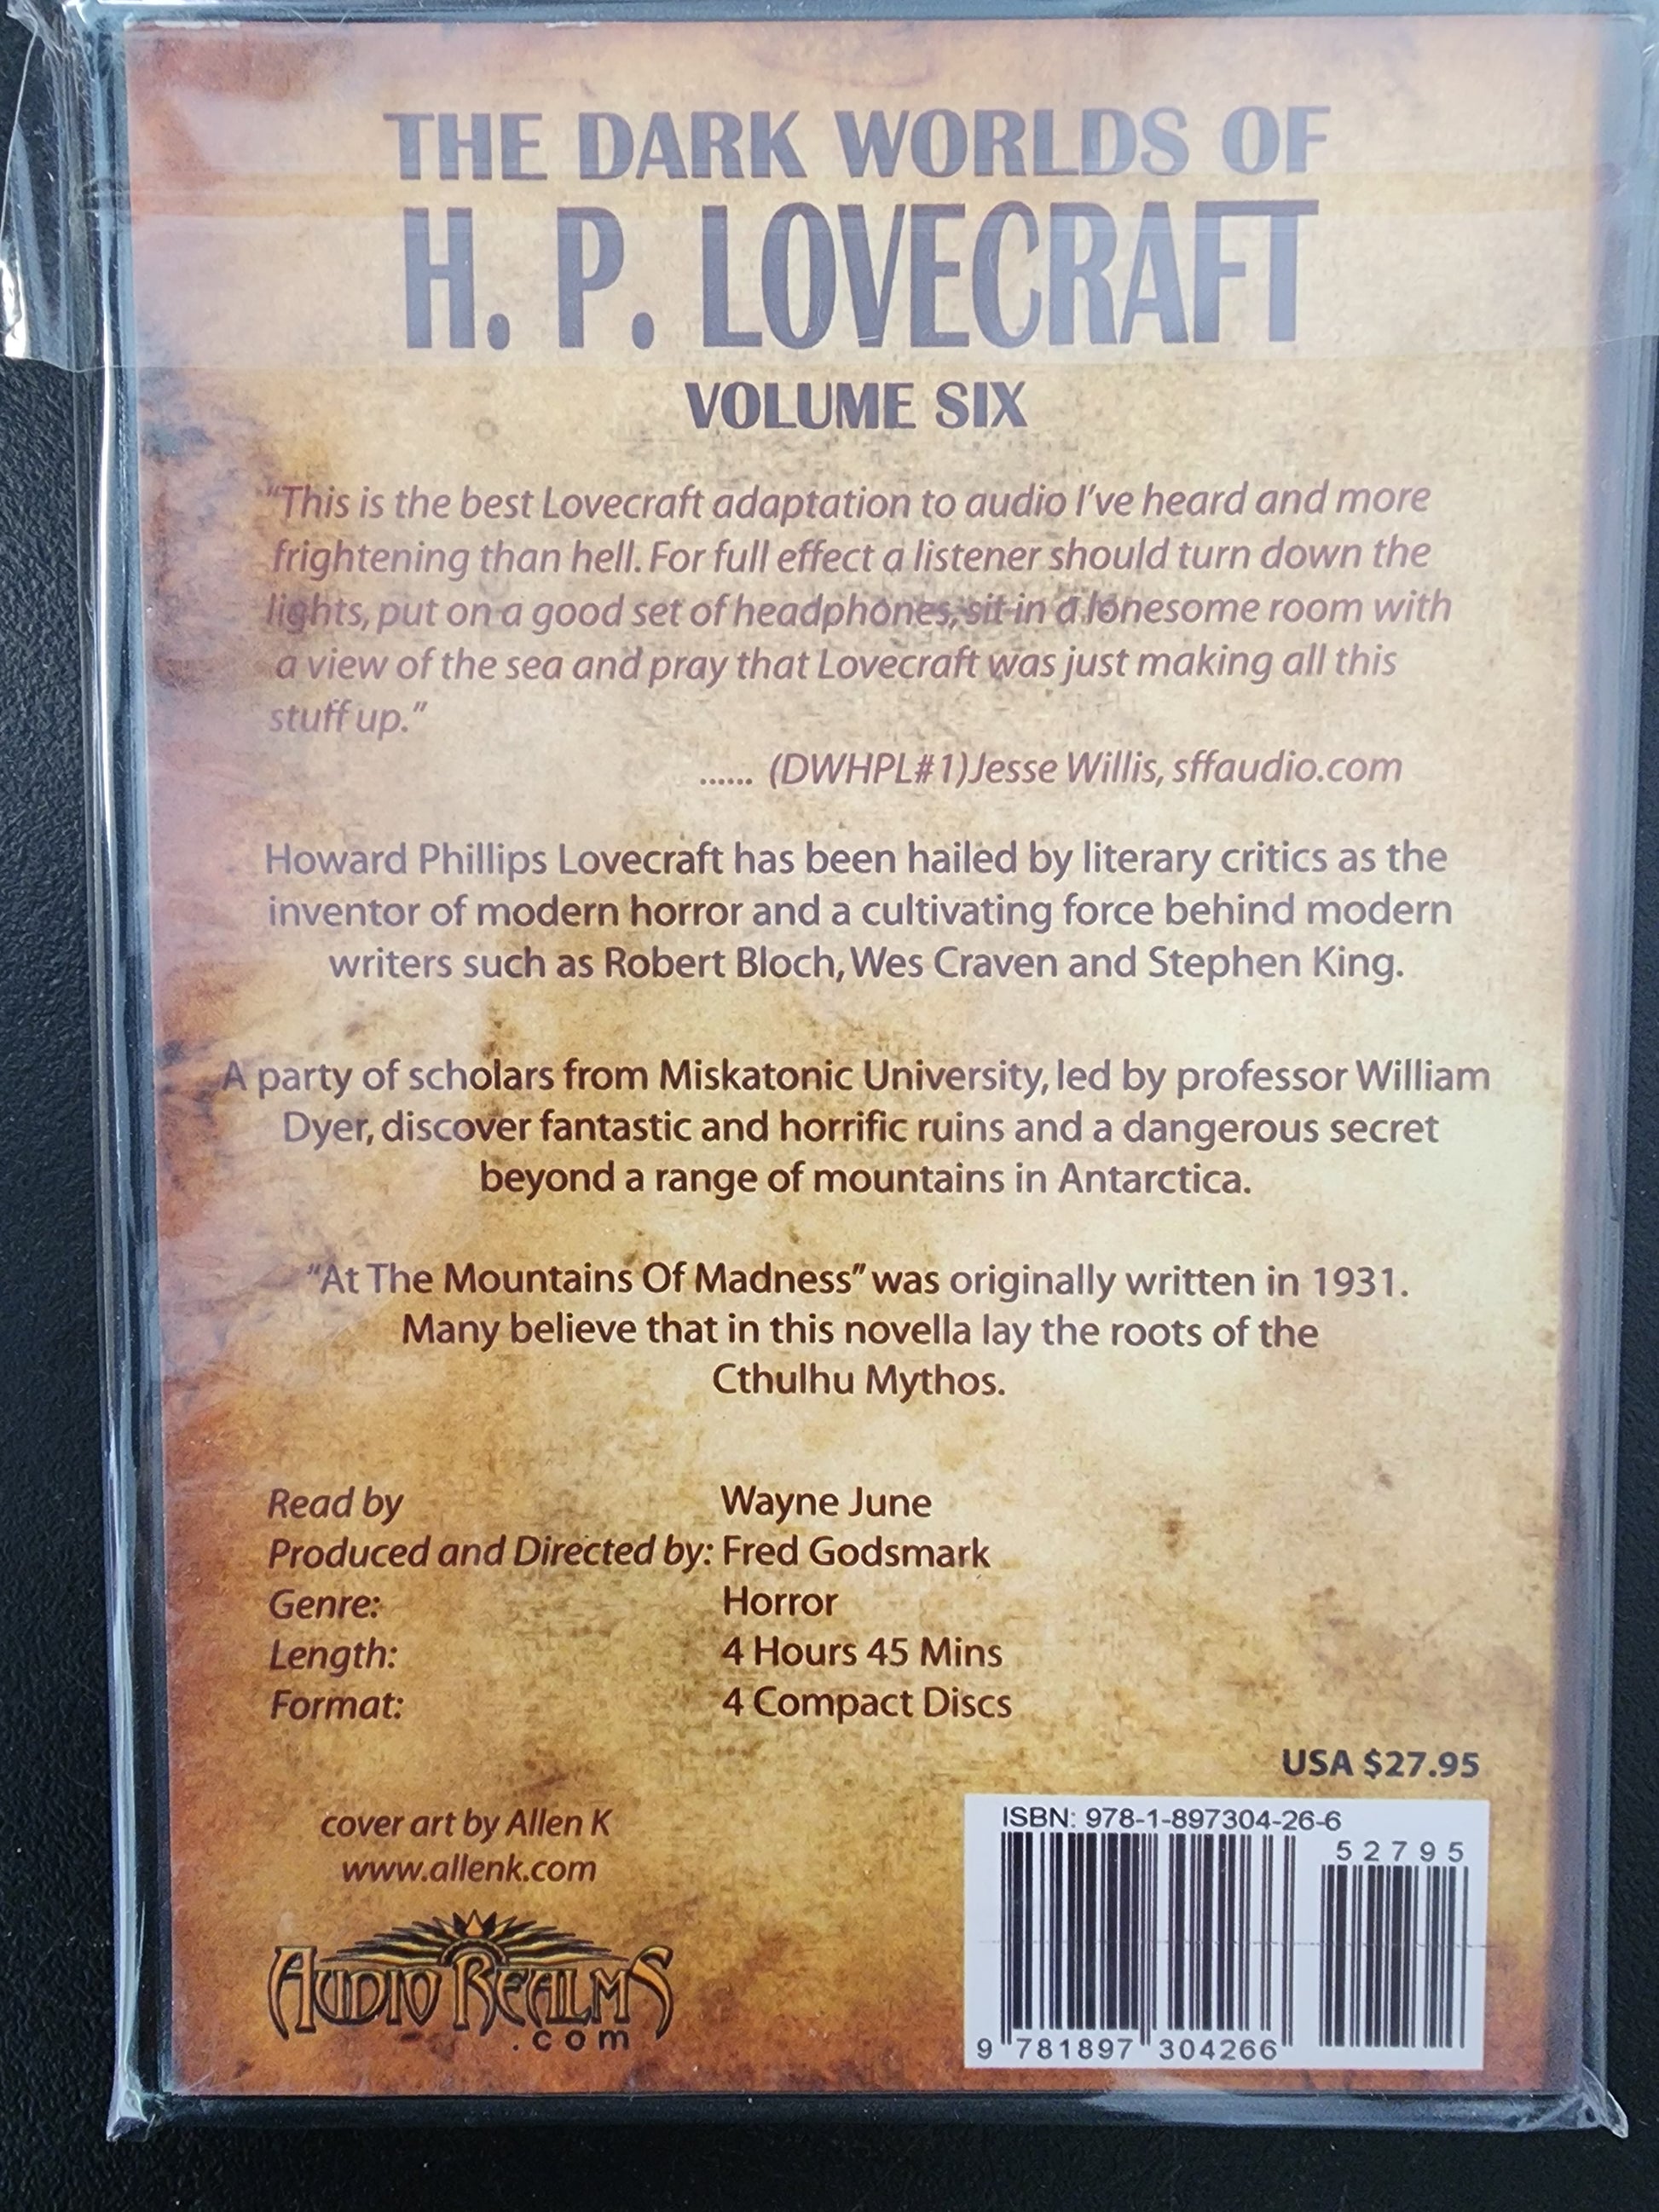 THE DARK WORLDS OF
H. P. LOVECRAFT
VOLUME SIX
“This is the best Lovecraft adaptation to audio I’ve heard and more
frightening than hell. For full effect a listener should turn down the
lights, put on a good set of headphones, sit in a lonesome room with
a view of the sea and pray that Lovecraft was just making all this
stuff up.”
...... (DWHPL#1)Jesse Willis, sffaudio.com
Howard Phillips Lovecraft has been hailed by literary critics as the
inventor of modern horror and a cultivating force behind modern
writers such as Robert Bloch, Wes Craven and Stephen King.
A party of scholars from Miskatonic University, led by professor William
Dyer, discover fantastic and horrific ruins and a dangerous secret
beyond a range of mountains in Antarctica.
“At The Mountains Of Madness” was originally written in 1931.
Many believe that in this novella lay the roots of the
Cthulhu Mythos.
Read by Wayne June
Produced and Directed by: Fred Godsmark
Genre: Horror
Length: 4 Hours 45 Mins
Format: 4 Compact Discs
USA $27.95
cover art by Allen K
www.allenk.com
AUDIO REALMS
.com
ISBN: 978-1-897304-26-6
52795
9 781897 304266